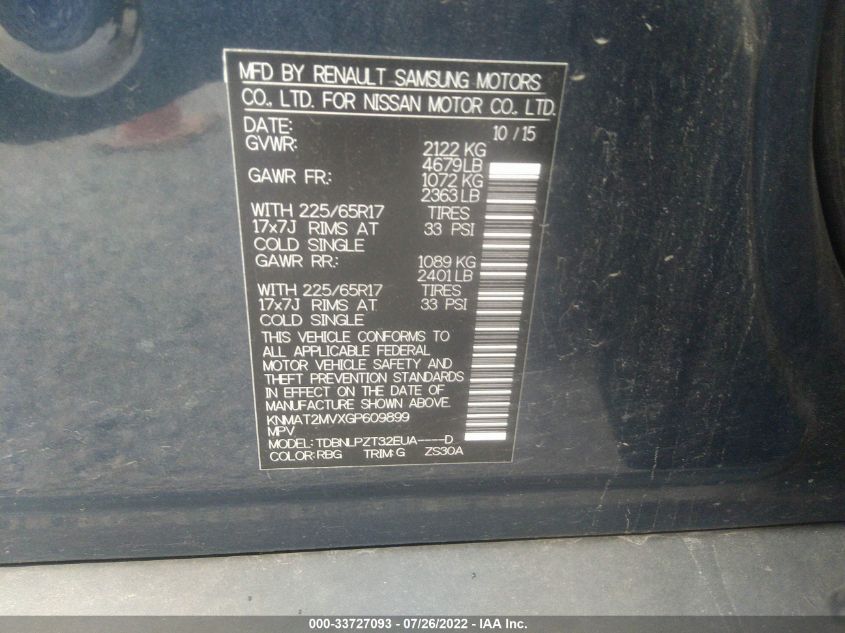 MFD BY RENAULT SAMSUNG MOTORS
CO., LTD. FOR NISSAN MOTOR CO., LTD.
DATE: 10 / 15
GVWR: 2122 KG
4679LB
GAWR FR: 1072 KG
2363LB
WITH 225/65R17 TIRES
17x7J RIMS AT 33 PSI
COLD SINGLE
GAWR RR: 1089 KG
2401LB
WITH 225/65R17 TIRES
17x7J RIMS AT 33 PSI
COLD SINGLE
THIS VEHICLE CONFORMS TO
ALL APPLICABLE FEDERAL
MOTOR VEHICLE SAFETY AND
THEFT PREVENTION STANDARDS
IN EFFECT ON THE DATE OF
MANUFACTURE SHOWN ABOVE.
KNMAT2MVXGP609899
MPV
MODEL: TDBNLPZT32EUA----D
COLOR:RBG TRIM:G ZS30A
000-33727093 - 07/26/2022 - IAA Inc.